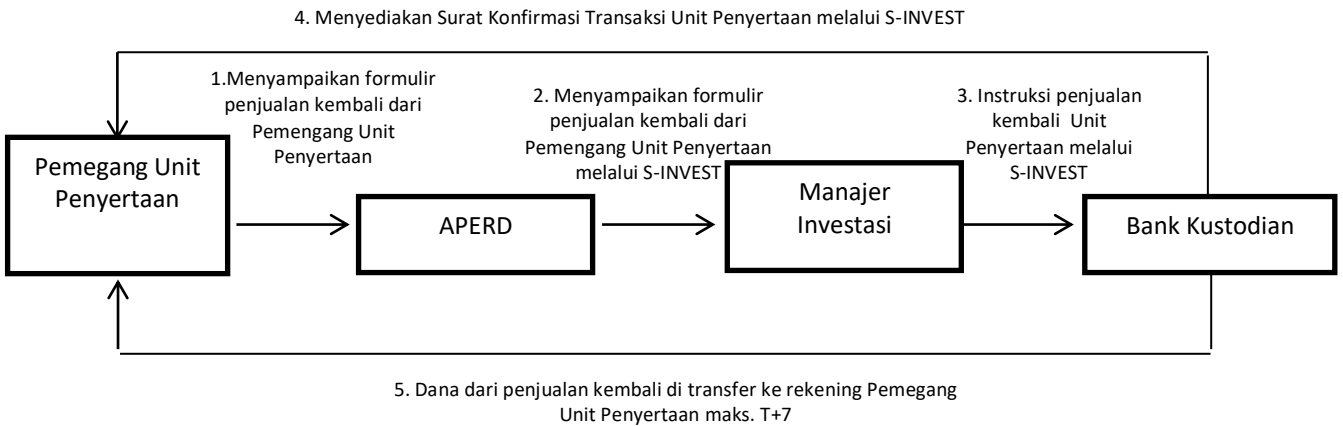 4. Menyediakan Surat Konfirmasi Transaksi Unit Penyertaan melalui S-INVEST
1.Menyampaikan formulir
penjualan kembali dari
Pemengang Unit
Penyertaan
2. Menyampaikan formulir
penjualan kembali dari
Pemengang Unit Penyertaan
melalui S-INVEST
3. Instruksi penjualan
kembali Unit
Penyertaan melalui
S-INVEST
Pemegang Unit
Penyertaan
APERD
Manajer
Investasi
Bank Kustodian
5. Dana dari penjualan kembali di transfer ke rekening Pemegang
Unit Penyertaan maks. T+7